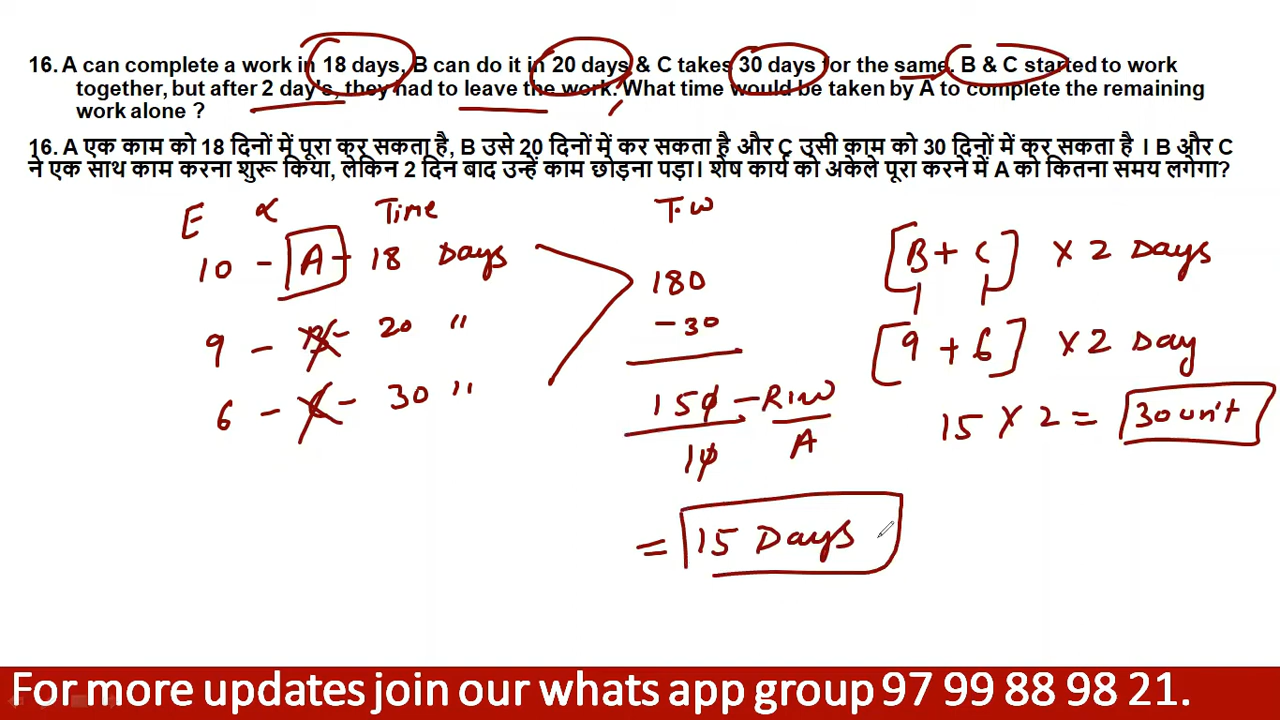 16. A can complete a work in 18 days, B can do it in 20 days & C takes 30 days for the same. B & C started to work
together, but after 2 day's, they had to leave the work. What time would be taken by A to complete the remaining
work alone ?
16. A एक काम को 18 दिनों में पूरा कर सकता है, B उसे 20 दिनों में कर सकता है और C उसी काम को 30 दिनों में कर सकता है । B और C
ने एक साथ काम करना शुरू किया, लेकिन 2 दिन बाद उन्हें काम छोड़ना पड़ा। शेष कार्य को अकेले पूरा करने में A को कितना समय लगेगा?
E ∝ Time T.W
10 - A - 18 Days
9 - B - 20 "
6 - C - 30 "
180
- 30
150 - R.W
10 A
= 15 Days
[B + C] × 2 Days
[9 + 6] × 2 Day
15 × 2 = 30 unit
For more updates join our whats app group 97 99 88 98 21.